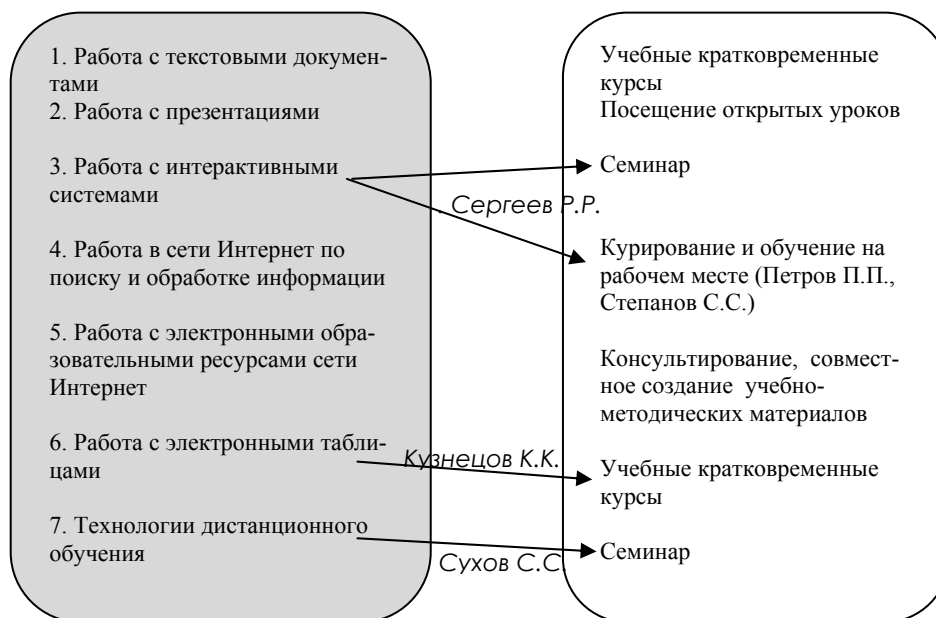 1. Работа с текстовыми докумен-
тами
2. Работа с презентациями
3. Работа с интерактивными
системами
4. Работа в сети Интернет по
поиску и обработке информации
5. Работа с электронными обра-
зовательными ресурсами сети
Интернет
6. Работа с электронными табли-
цами
7. Технологии дистанционного
обучения
. Сергеев Р.Р.
Кузнецов К.К.
Сухов С.С.
Учебные кратковременные
курсы
Посещение открытых уроков
Семинар
Курирование и обучение на
рабочем месте (Петров П.П.,
Степанов С.С.)
Консультирование, совмест-
ное создание учебно-
методических материалов
Учебные кратковременные
курсы
Семинар